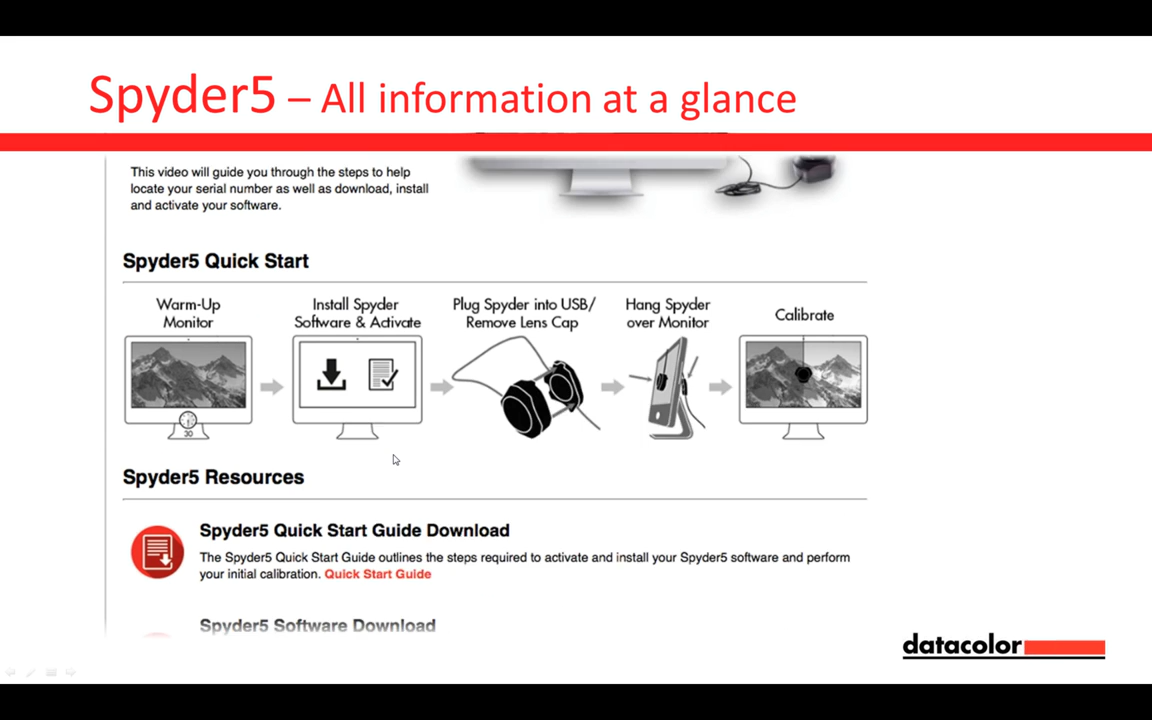 Spyder5 – All information at a glance
This video will guide you through the steps to help
locate your serial number as well as download, install
and activate your software.
Spyder5 Quick Start
Warm-Up
Monitor
Install Spyder
Software & Activate
Plug Spyder into USB/
Remove Lens Cap
Hang Spyder
over Monitor
Calibrate
30
Spyder5 Resources
Spyder5 Quick Start Guide Download
The Spyder5 Quick Start Guide outlines the steps required to activate and install your Spyder5 software and perform
your initial calibration. Quick Start Guide
Spyder5 Software Download
datacolor